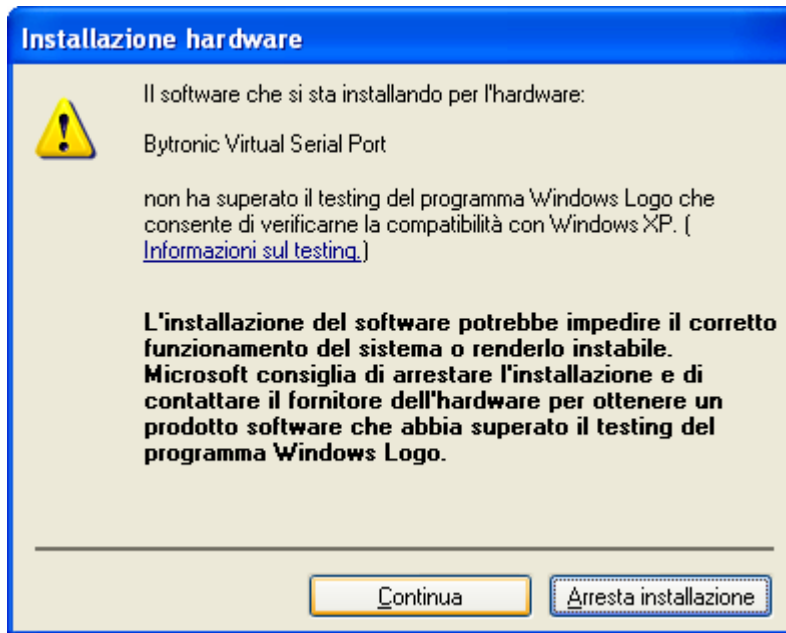 Installazione hardware
Il software che si sta installando per l'hardware:
Bytronic Virtual Serial Port
non ha superato il testing del programma Windows Logo che
consente di verificarne la compatibilità con Windows XP. (
Informazioni sul testing.)
L'installazione del software potrebbe impedire il corretto
funzionamento del sistema o renderlo instabile.
Microsoft consiglia di arrestare l'installazione e di
contattare il fornitore dell'hardware per ottenere un
prodotto software che abbia superato il testing del
programma Windows Logo.
Continua
Arresta installazione